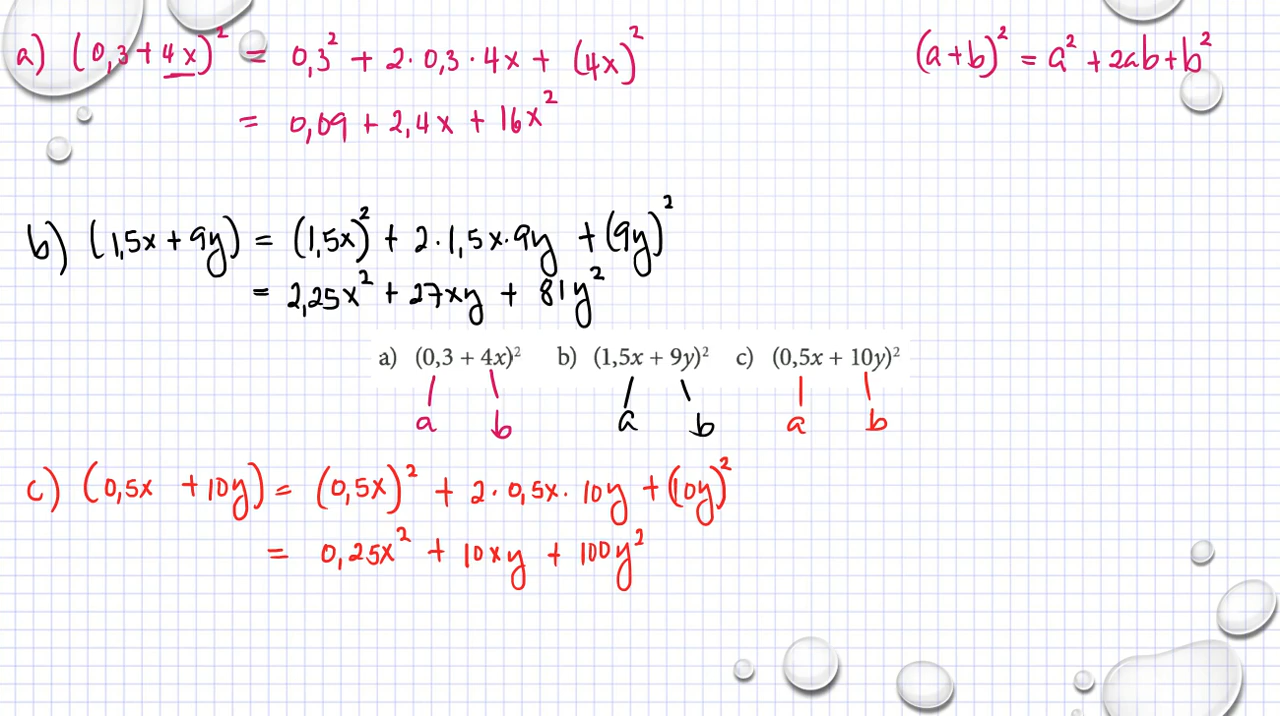 a) (0,3 + 4x)² = 0,3² + 2 · 0,3 · 4x + (4x)²
(a+b)² = a² + 2ab + b²
= 0,09 + 2,4x + 16x²
b) (1,5x + 9y) = (1,5x)² + 2 · 1,5x · 9y + (9y)²
= 2,25x² + 27xy + 81y²
a) (0,3 + 4x)² b) (1,5x + 9y)² c) (0,5x + 10y)²
a b a b a b
c) (0,5x + 10y) = (0,5x)² + 2 · 0,5x · 10y + (10y)²
= 0,25x² + 10xy + 100y²